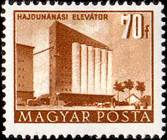 HAJDUNÁNÁSI ELEVÁTOR
70f
MAGYAR POSTA